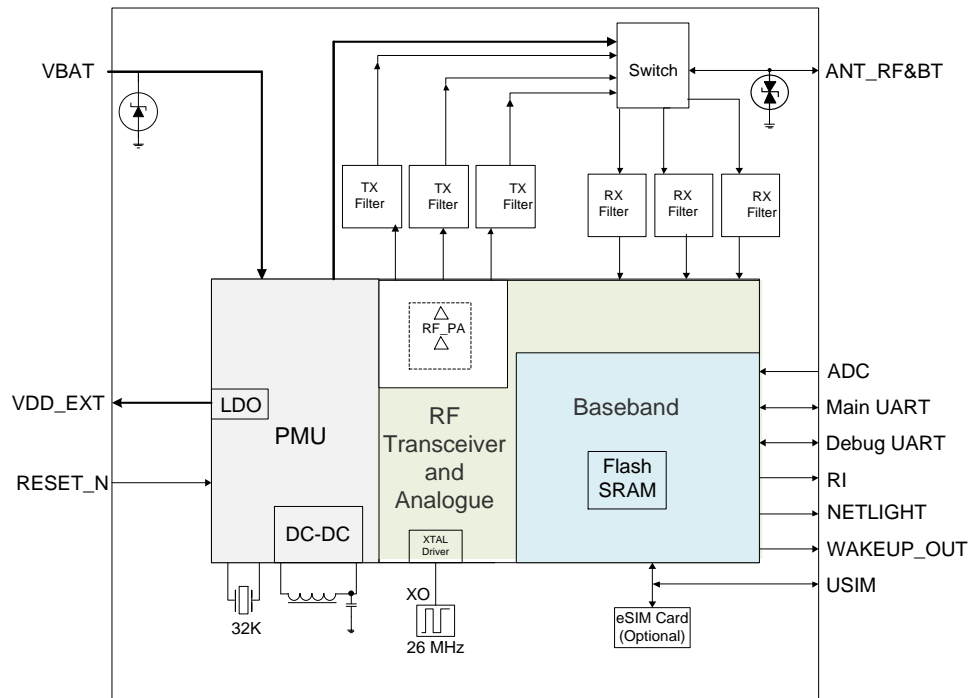 VBAT
Switch
ANT_RF&BT
TX
Filter
TX
Filter
TX
Filter
RX
Filter
RX
Filter
RX
Filter
RF_PA
VDD_EXT
LDO
PMU
RESET_N
DC-DC
RF
Transceiver
and
Analogue
XTAL
Driver
Baseband
Flash
SRAM
ADC
Main UART
Debug UART
RI
NETLIGHT
WAKEUP_OUT
USIM
32K
XO
26 MHz
eSIM Card
(Optional)